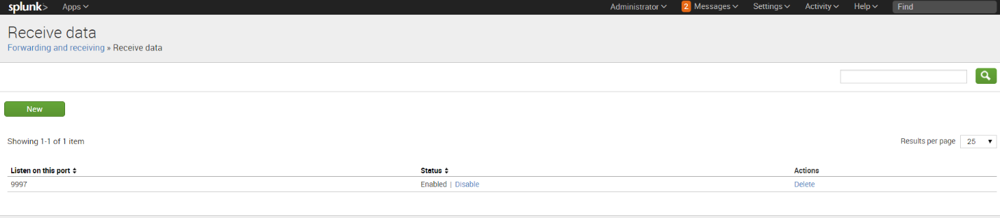 splunk> Apps Administrator 2 Messages Settings Activity Help Find
Receive data
Forwarding and receiving » Receive data
New
Showing 1-1 of 1 item Results per page 25
Listen on this port Status Actions
9997 Enabled | Disable Delete